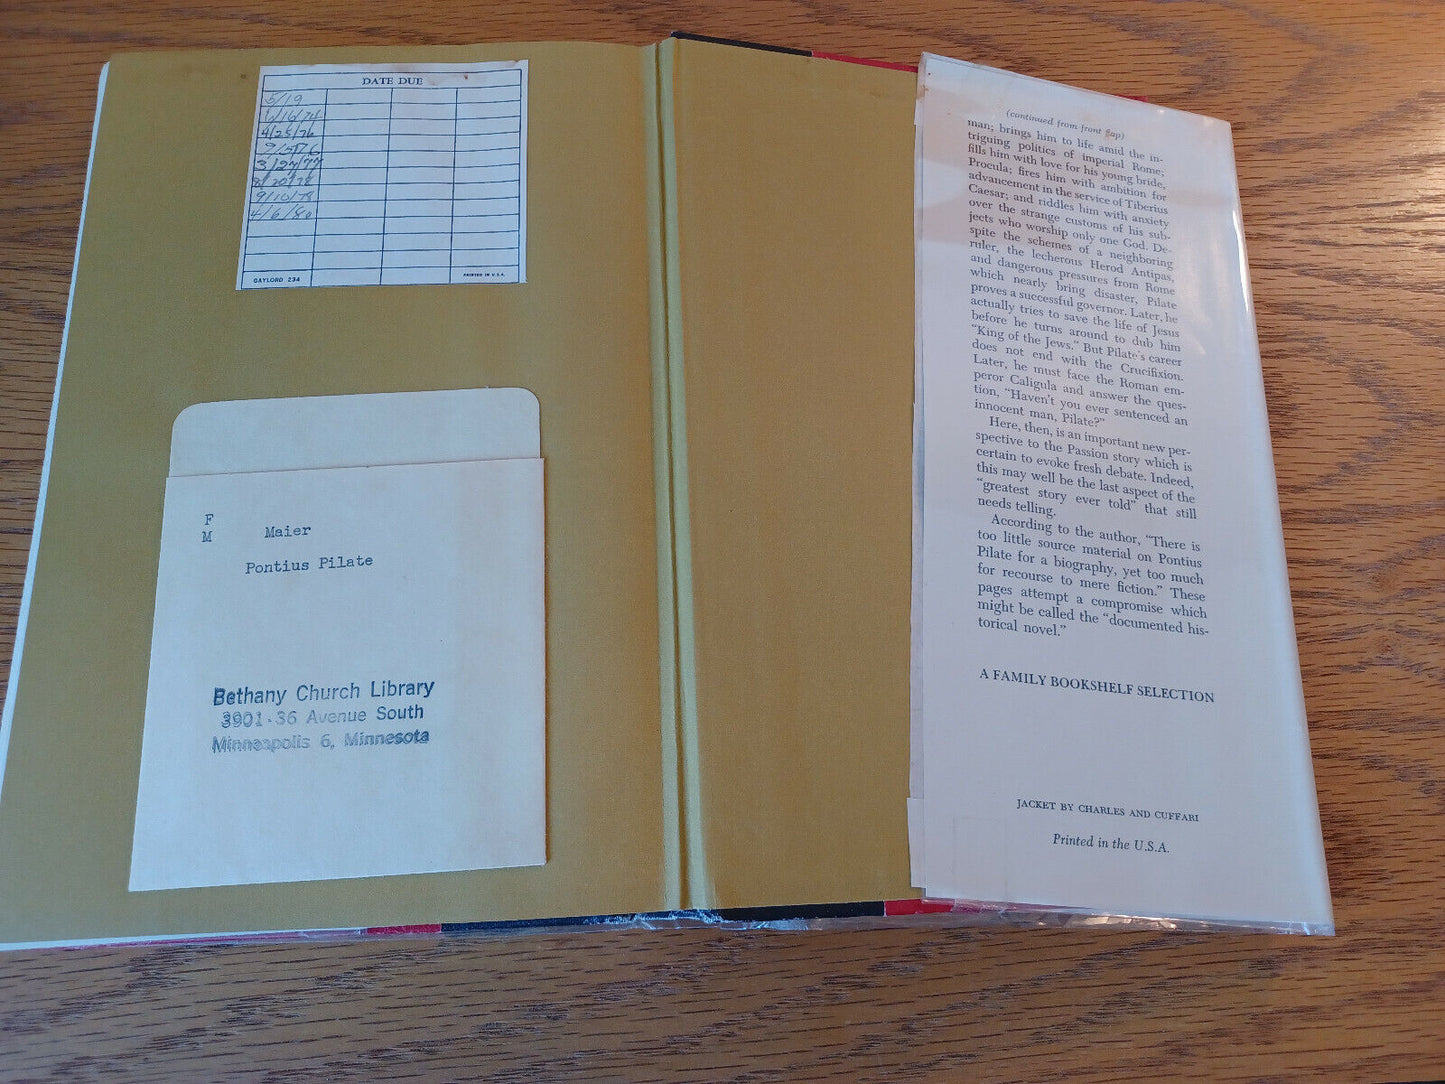 DATE DUE
5/19
6/16/74
4/25/76
9/5/76
3/27/77
8/20/78
9/10/78
4/6/80
GAYLORD 234
PRINTED IN U.S.A.
F
M
Maier
Pontius Pilate
Bethany Church Library
3901-36 Avenue South
Minneapolis 6, Minnesota
(continued from front flap)
man; brings him to life amid the in-
triguing politics of imperial Rome;
fills him with love for his young bride,
Procula; fires him with ambition for
advancement in the service of Tiberius
Caesar; and riddles him with anxiety
over the strange customs of his sub-
jects who worship only one God. De-
spite the schemes of a neighboring
ruler, the lecherous Herod Antipas,
and dangerous pressures from Rome
which nearly bring disaster, Pilate
proves a successful governor. Later, he
actually tries to save the life of Jesus
before he turns around to dub him
"King of the Jews." But Pilate's career
does not end with the Crucifixion.
Later, he must face the Roman em-
peror Caligula and answer the ques-
tion, "Haven't you ever sentenced an
innocent man, Pilate?"
Here, then, is an important new per-
spective to the Passion story which is
certain to evoke fresh debate. Indeed,
this may well be the last aspect of the
"greatest story ever told" that still
needs telling.
According to the author, "There is
too little source material on Pontius
Pilate for a biography, yet too much
for recourse to mere fiction." These
pages attempt a compromise which
might be called the "documented his-
torical novel."
A FAMILY BOOKSHELF SELECTION
JACKET BY CHARLES AND CUFFARI
Printed in the U.S.A.